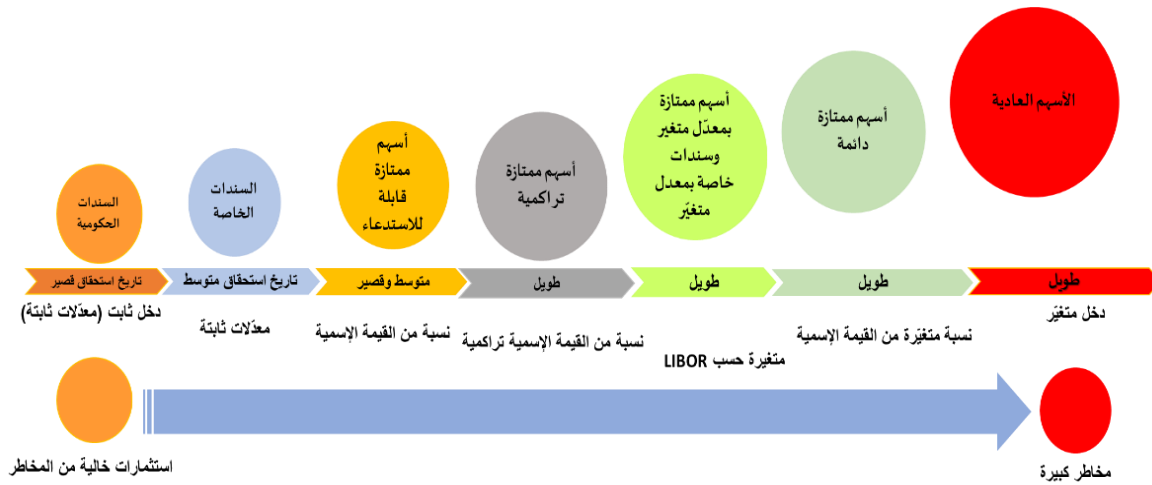 السندات
الحكومية
السندات
الخاصة
أسهم
ممتازة
قابلة
للاستدعاء
أسهم ممتازة
تراكمية
أسهم ممتازة
بمعدّل متغير
وسندات
خاصة بمعدل
متغيّر
أسهم ممتازة
دائمة
الأسهم العادية
تاريخ استحقاق قصير
تاريخ استحقاق متوسط
متوسط وقصير
طويل
طويل
طويل
طويل
دخل ثابت (معدّلات ثابتة)
معدّلات ثابتة
نسبة من القيمة الإسمية
نسبة من القيمة الإسمية تراكمية
متغيرة حسب LIBOR
نسبة متغيّرة من القيمة الإسمية
دخل متغيّر
استثمارات خالية من المخاطر
مخاطر كبيرة